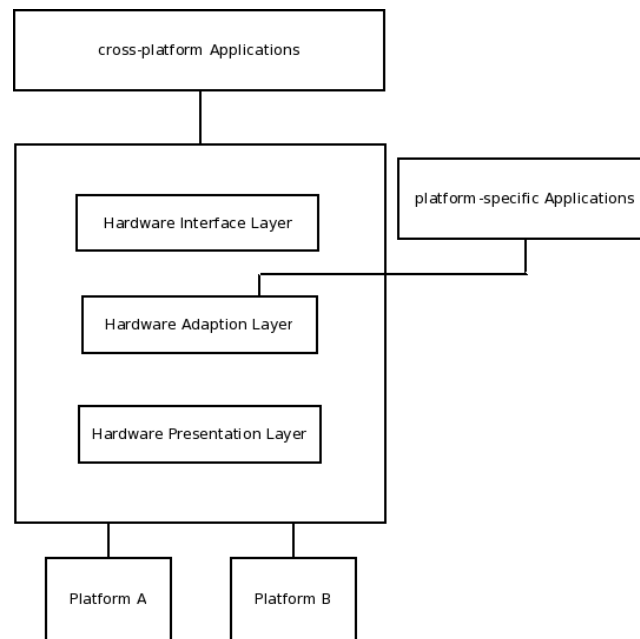 cross-platform Applications
platform-specific Applications
Hardware Interface Layer
Hardware Adaption Layer
Hardware Presentation Layer
Platform A
Platform B